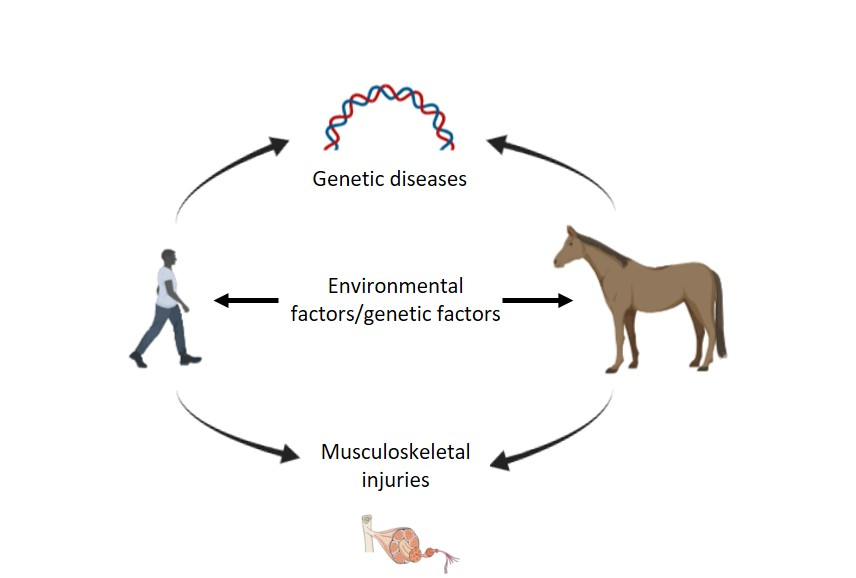 Genetic diseases
Environmental
factors/genetic factors
Musculoskeletal
injuries